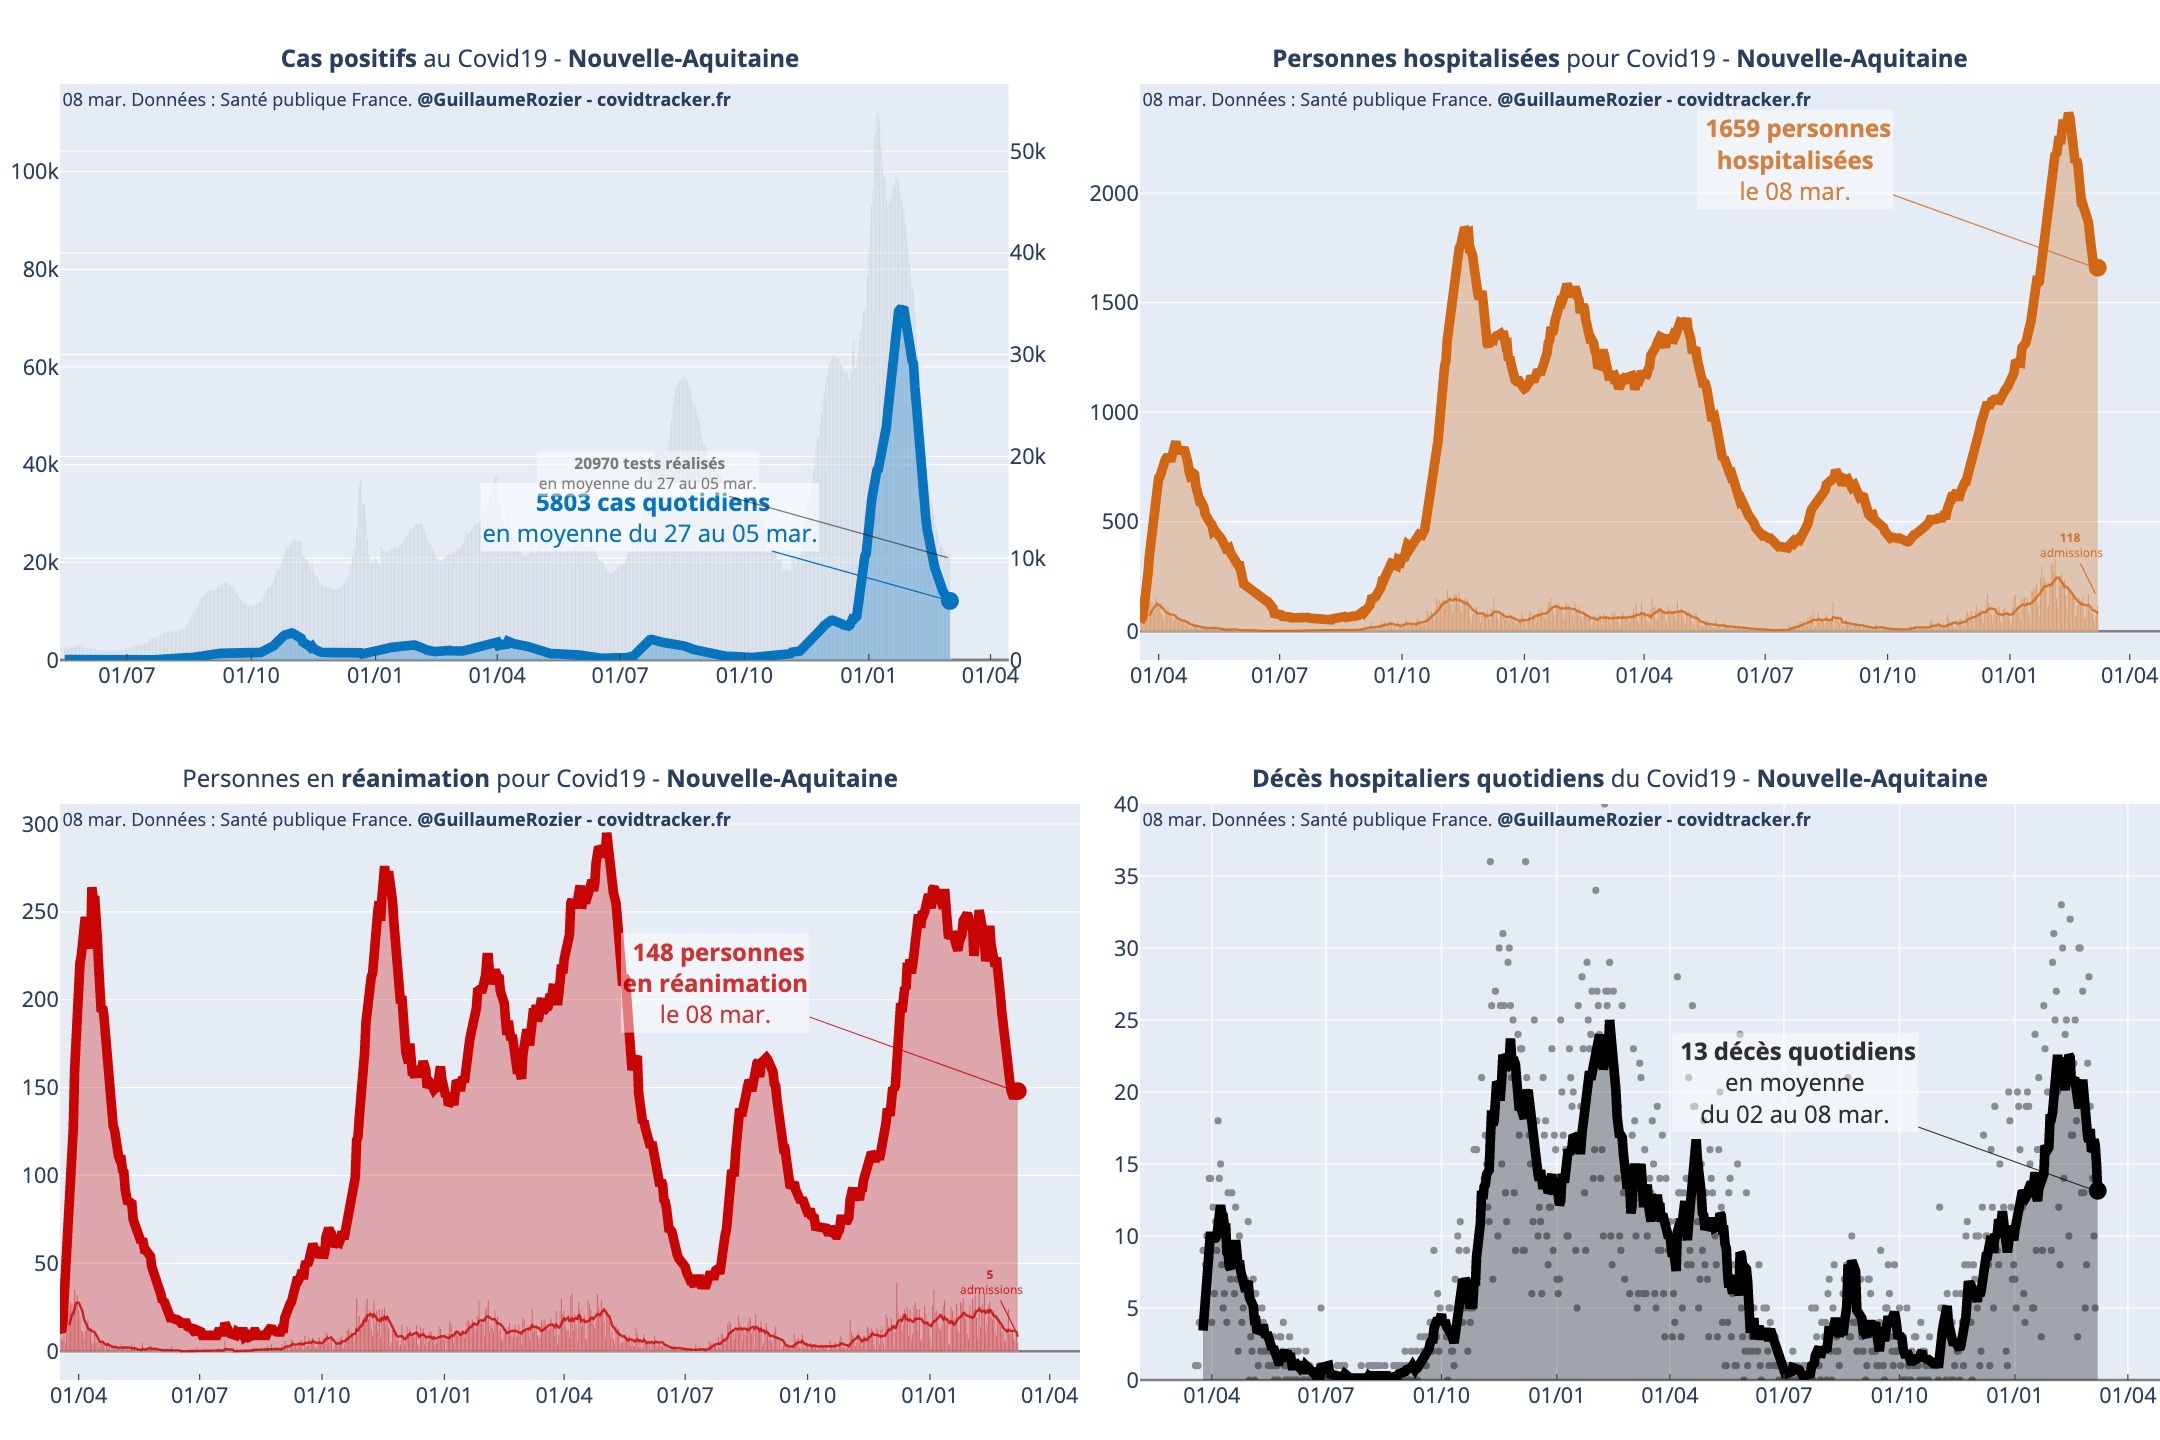 Cas positifs au Covid19 - Nouvelle-Aquitaine
08 mar. Données : Santé publique France. @GuillaumeRozier - covidtracker.fr
100k
80k
60k
40k
20k
0
50k
40k
30k
20k
10k
0
20970 tests réalisés
en moyenne du 27 au 05 mar.
5803 cas quotidiens
en moyenne du 27 au 05 mar.
01/07 01/10 01/01 01/04 01/07 01/10 01/01 01/04
Personnes hospitalisées pour Covid19 - Nouvelle-Aquitaine
08 mar. Données : Santé publique France. @GuillaumeRozier - covidtracker.fr
1659 personnes
hospitalisées
le 08 mar.
2000
1500
1000
500
0
118
admissions
01/04 01/07 01/10 01/01 01/04 01/07 01/10 01/01 01/04
Personnes en réanimation pour Covid19 - Nouvelle-Aquitaine
08 mar. Données : Santé publique France. @GuillaumeRozier - covidtracker.fr
300
250
200
150
100
50
0
148 personnes
en réanimation
le 08 mar.
5
admissions
01/04 01/07 01/10 01/01 01/04 01/07 01/10 01/01 01/04
Décès hospitaliers quotidiens du Covid19 - Nouvelle-Aquitaine
08 mar. Données : Santé publique France. @GuillaumeRozier - covidtracker.fr
40
35
30
25
20
15
10
5
0
13 décès quotidiens
en moyenne
du 02 au 08 mar.
01/04 01/07 01/10 01/01 01/04 01/07 01/10 01/01 01/04